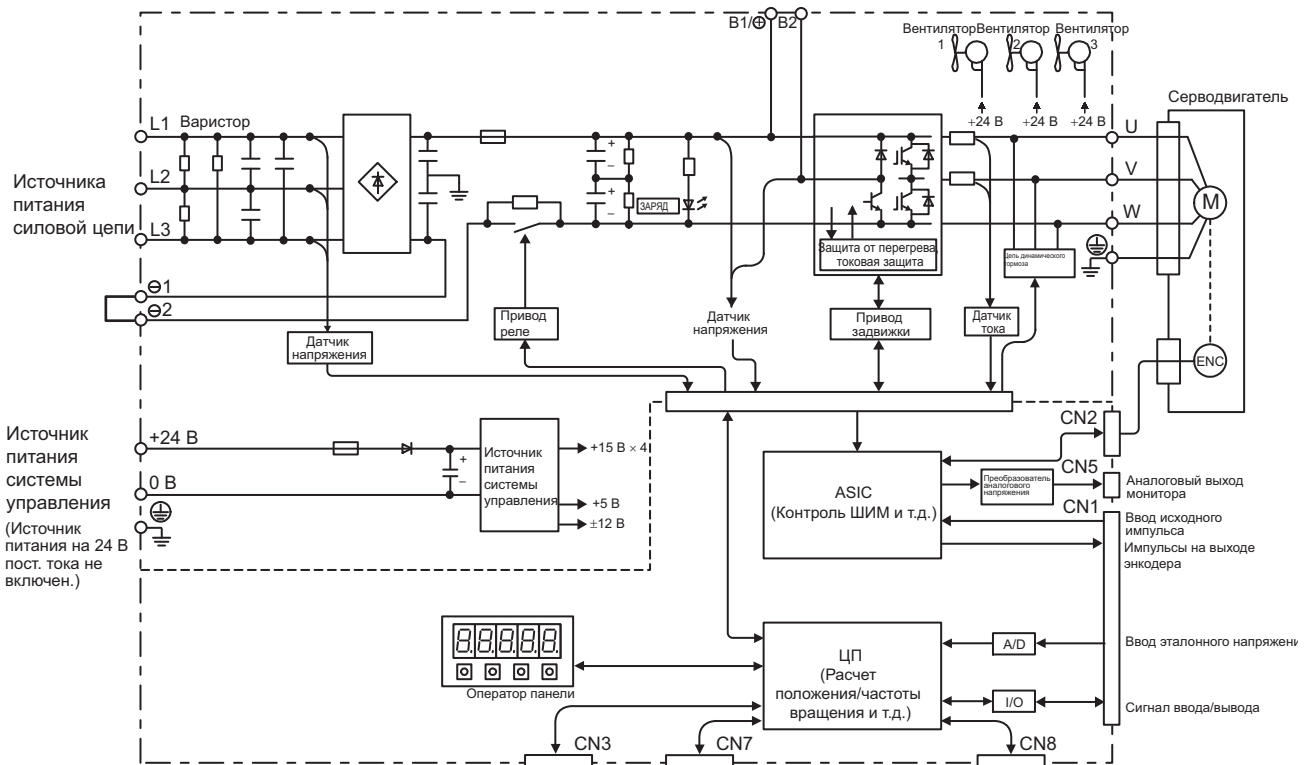 B1/⊕ B2
Вентилятор Вентилятор Вентилятор
1 2 3
+24 В +24 В +24 В
Серводвигатель
L1 Варистор
U
Источника
питания
силовой цепи
L2
V
L3
W
M
+
–
+
–
ЗАРЯД
Защита от перегрева,
токовая защита
Цепь динамического
тормоза
⊖1
⊖2
Датчик
напряжения
Привод
реле
Датчик
напряжения
Привод
задвижки
Датчик
тока
ENC
Источник
питания
системы
управления
(Источник
питания на 24 В
пост. тока не
включен.)
+24 В
0 В
+
–
Источник
питания
системы
управления
+15 В × 4
+5 В
±12 В
ASIC
(Контроль ШИМ и т.д.)
Преобразователь
аналогового
напряжения
CN2
CN5
Аналоговый выход
монитора
CN1
Ввод исходного
импульса
Импульсы на выходе
энкодера
8.8.8.8.8.
Оператор панели
ЦП
(Расчет
положения/частоты
вращения и т.д.)
A/D
Ввод эталонного напряжени
I/O
Сигнал ввода/вывода
CN3
CN7
CN8